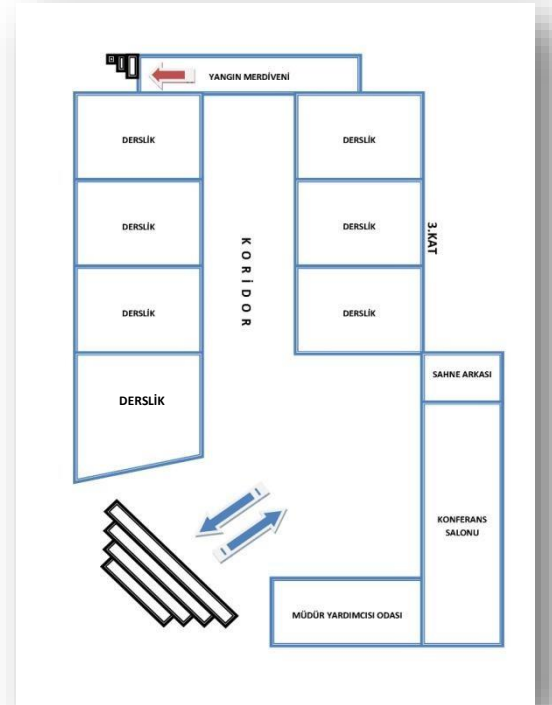 YANGIN MERDİVENİ
DERSLİK
DERSLİK
DERSLİK
DERSLİK
KORİDOR
3.KAT
DERSLİK
DERSLİK
SAHNE ARKASI
DERSLİK
KONFERANS
SALONU
MÜDÜR YARDIMCISI ODASI